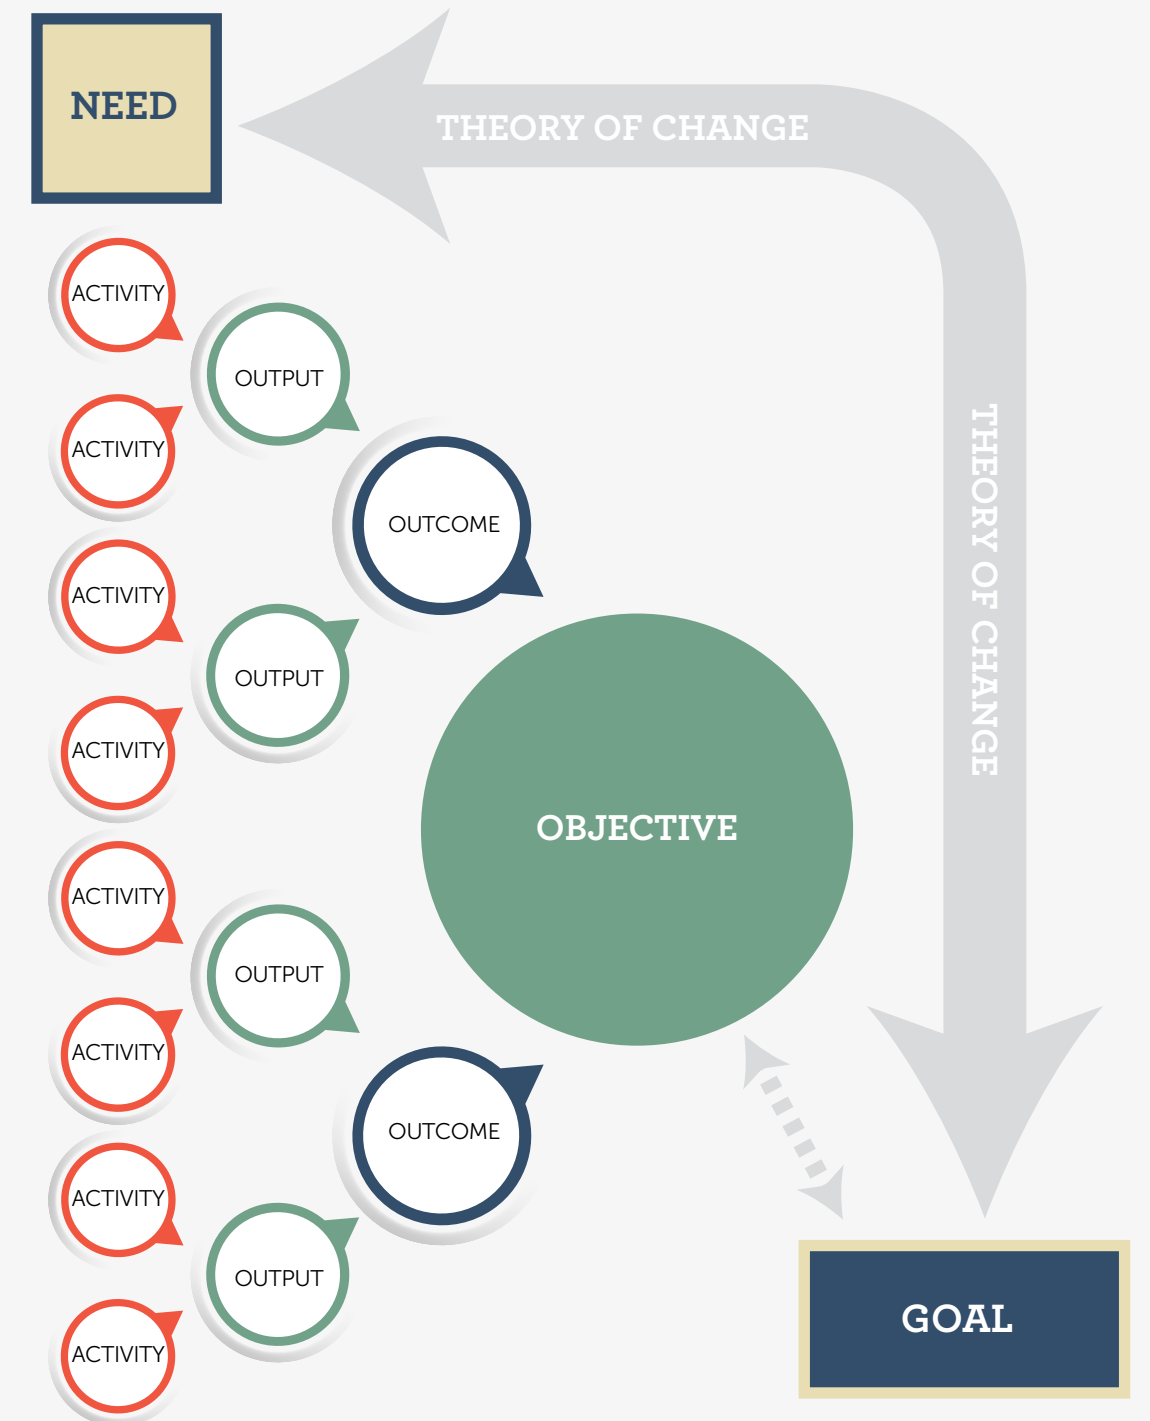 NEED
THEORY OF CHANGE
ACTIVITY
OUTPUT
ACTIVITY
OUTCOME
ACTIVITY
OUTPUT
ACTIVITY
THEORY OF CHANGE
OBJECTIVE
ACTIVITY
OUTPUT
ACTIVITY
OUTCOME
ACTIVITY
OUTPUT
ACTIVITY
GOAL